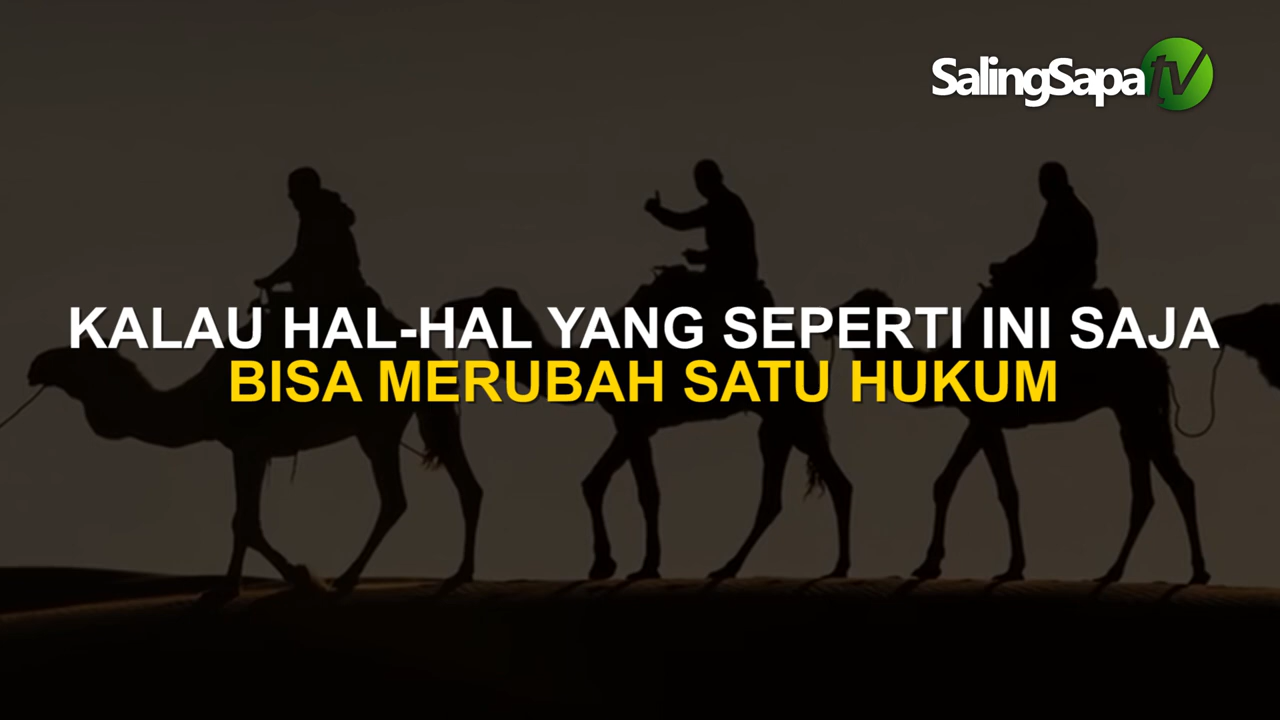 SalingSapa tv
KALAU HAL-HAL YANG SEPERTI INI SAJA
BISA MERUBAH SATU HUKUM